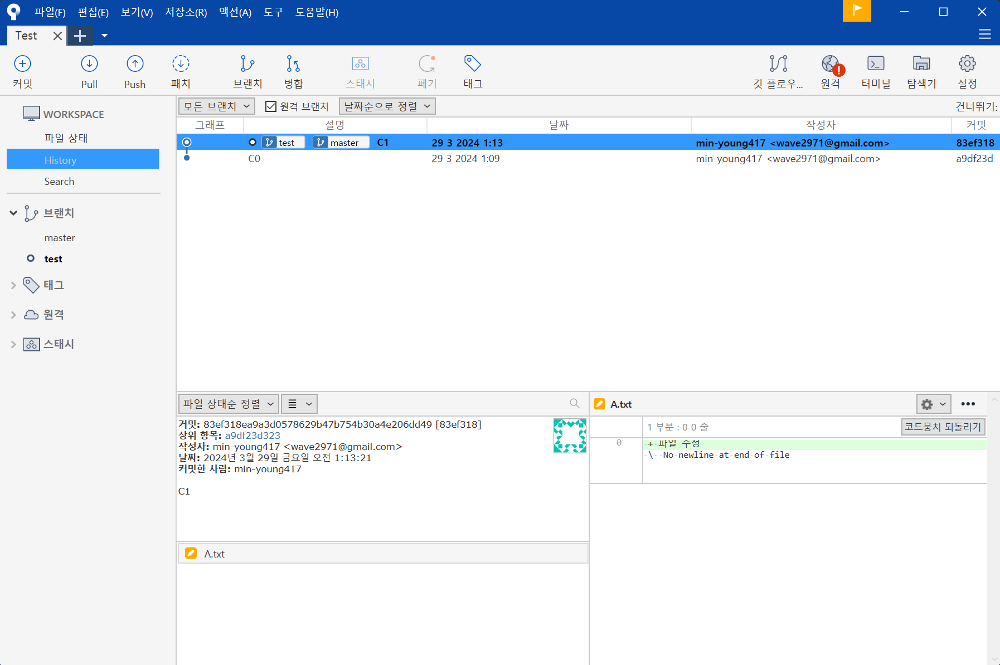 파일(F) 편집(E) 보기(V) 저장소(R) 액션(A) 도구 도움말(H)
Test
커밋 Pull Push 패치 브랜치 병합 스태시 폐기 태그 깃 플로우... 원격 터미널 탐색기 설정
WORKSPACE
파일 상태
History
Search
브랜치
master
test
태그
원격
스태시
모든 브랜치 원격 브랜치 날짜순으로 정렬 건너뛰기:
그래프 설명 날짜 작성자 커밋
test master C1 29 3 2024 1:13 min-young417 <wave2971@gmail.com> 83ef318
C0 29 3 2024 1:09 min-young417 <wave2971@gmail.com> a9df23d
파일 상태순 정렬
커밋: 83ef318ea9a3d0578629b47b754b30a4e206dd49 [83ef318]
상위 항목: a9df23d323
작성자: min-young417 <wave2971@gmail.com>
날짜: 2024년 3월 29일 금요일 오전 1:13:21
커밋한 사람: min-young417
C1
A.txt
A.txt
1 부분 : 0-0 줄 코드뭉치 되돌리기
0 + 파일 수정
\ No newline at end of file